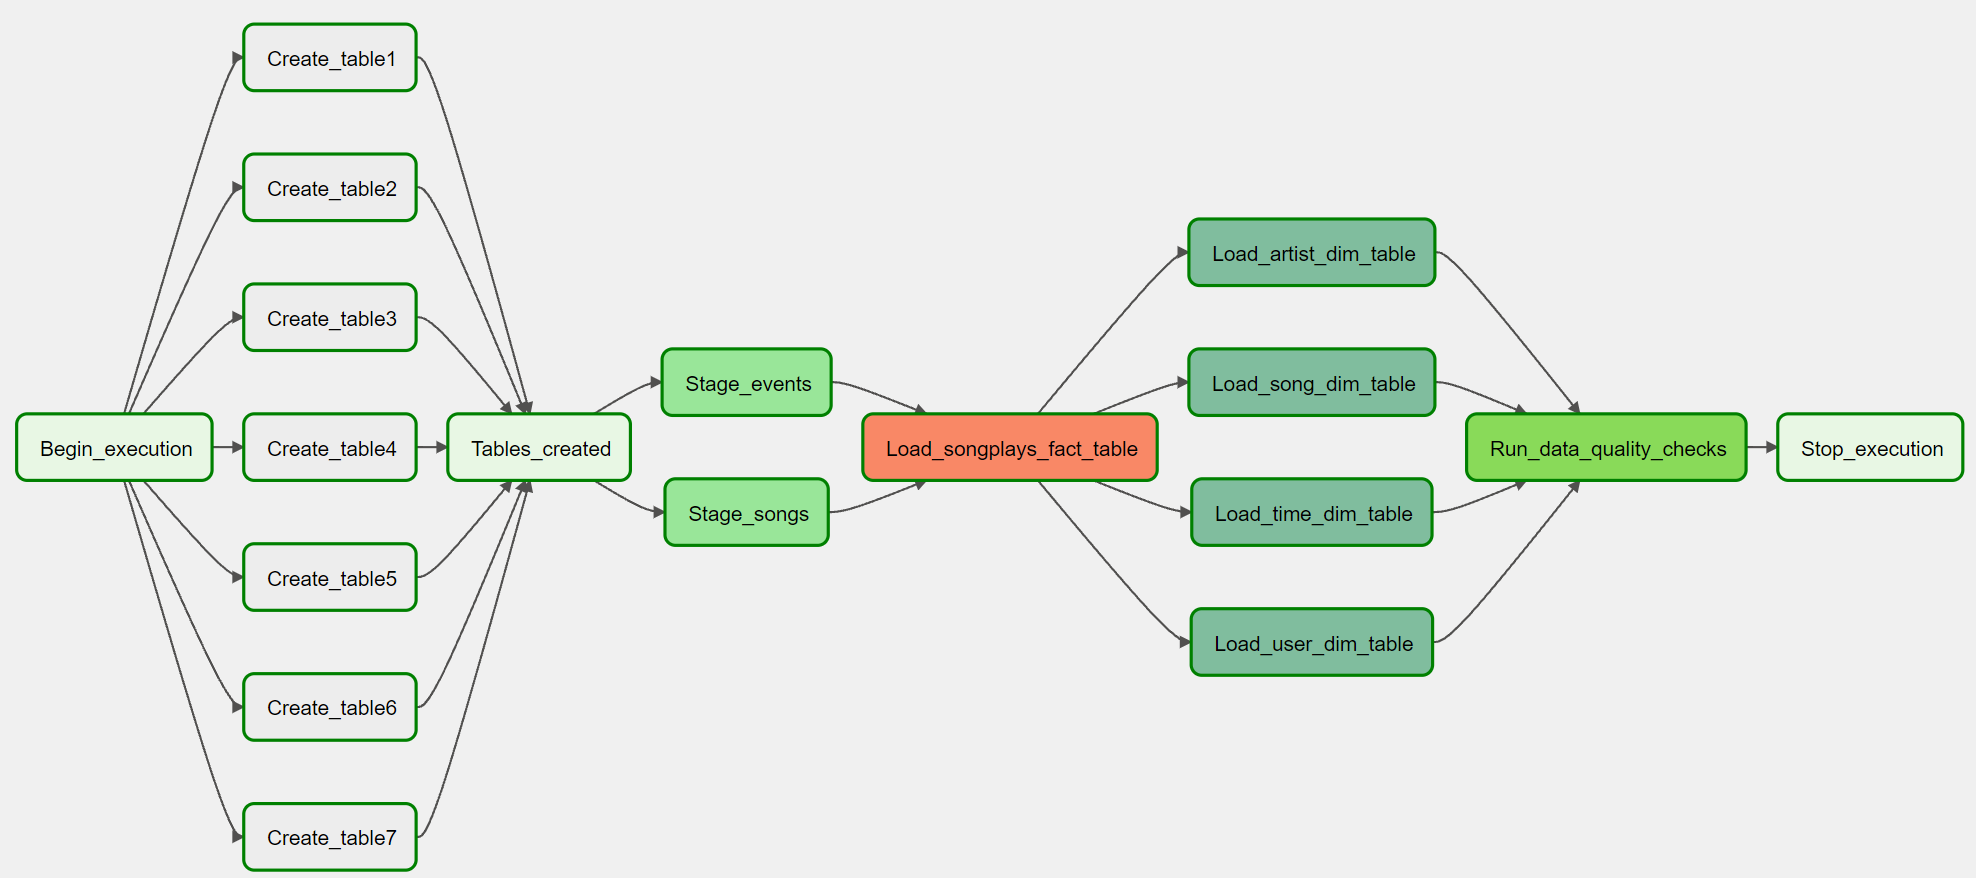 Create_table1
Create_table2
Create_table3
Begin_execution
Create_table4
Tables_created
Create_table5
Create_table6
Create_table7
Stage_events
Stage_songs
Load_songplays_fact_table
Load_artist_dim_table
Load_song_dim_table
Load_time_dim_table
Load_user_dim_table
Run_data_quality_checks
Stop_execution